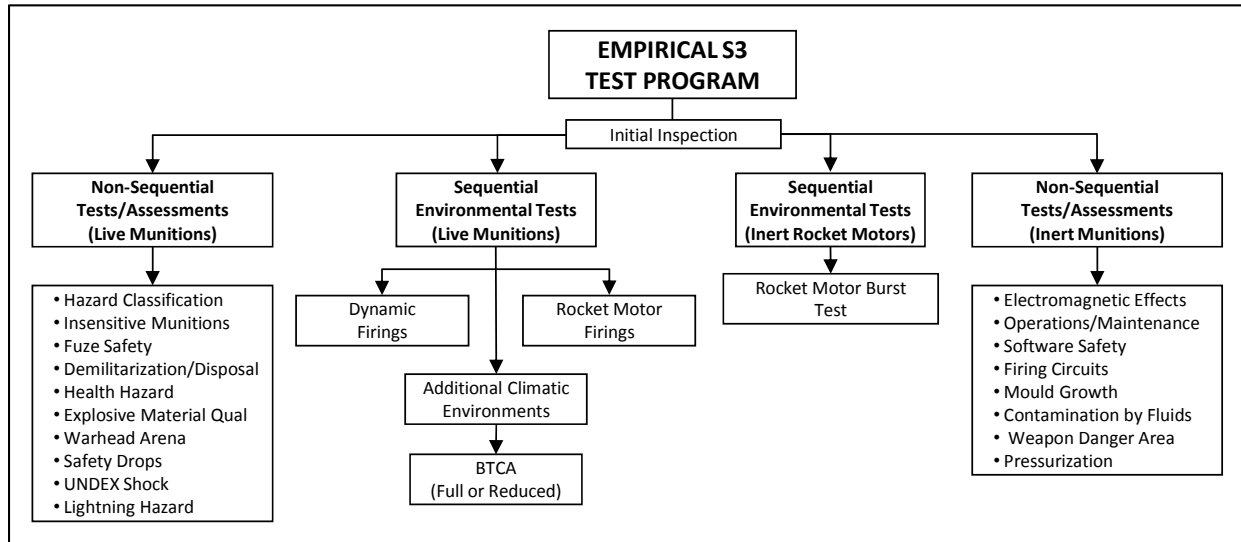 EMPIRICAL S3
TEST PROGRAM
Initial Inspection
Non-Sequential
Tests/Assessments
(Live Munitions)
Sequential
Environmental Tests
(Live Munitions)
Sequential
Environmental Tests
(Inert Rocket Motors)
Non-Sequential
Tests/Assessments
(Inert Munitions)
• Hazard Classification
• Insensitive Munitions
• Fuze Safety
• Demilitarization/Disposal
• Health Hazard
• Explosive Material Qual
• Warhead Arena
• Safety Drops
• UNDEX Shock
• Lightning Hazard
Dynamic
Firings
Rocket Motor
Firings
Additional Climatic
Environments
BTCA
(Full or Reduced)
Rocket Motor Burst
Test
• Electromagnetic Effects
• Operations/Maintenance
• Software Safety
• Firing Circuits
• Mould Growth
• Contamination by Fluids
• Weapon Danger Area
• Pressurization